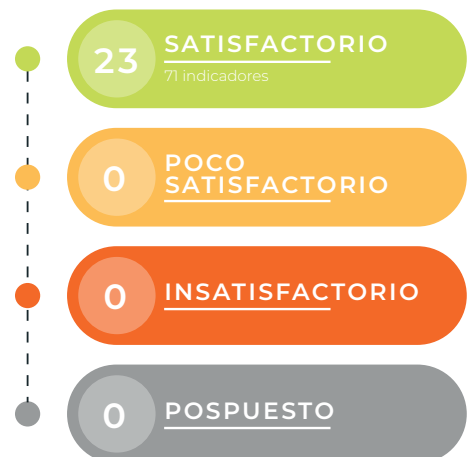 23
SATISFACTORIO
71 indicadores
0
POCO
SATISFACTORIO
0
INSATISFACTORIO
0
POSPUESTO